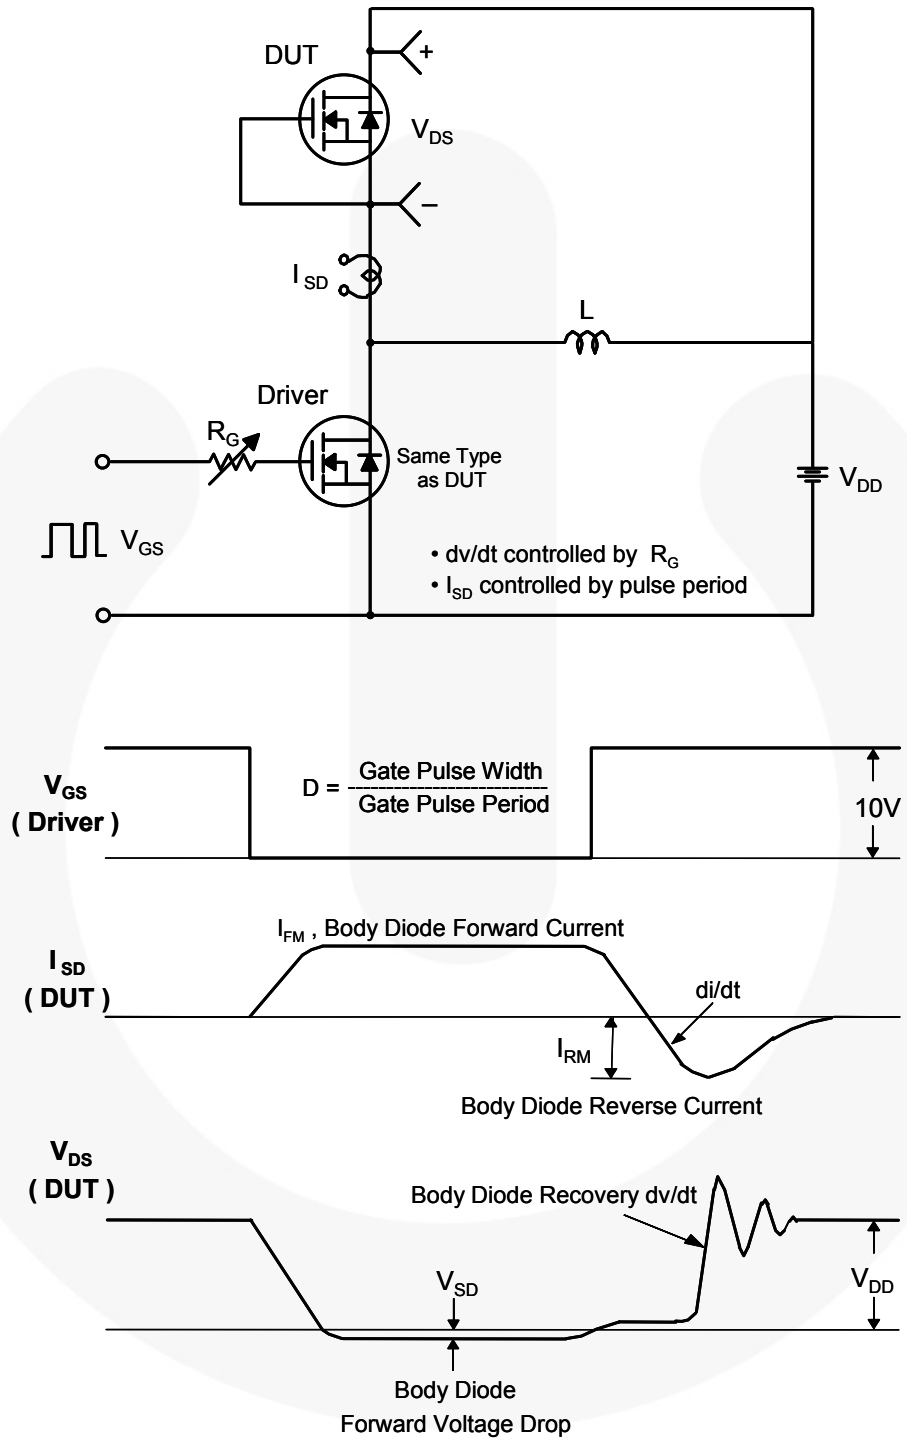 DUT
+
V_DS
–
I_SD
L
Driver
R_G
Same Type
as DUT
V_DD
V_GS
• dv/dt controlled by R_G
• I_SD controlled by pulse period
V_GS
( Driver )
D = Gate Pulse Width
Gate Pulse Period
10V
I_FM , Body Diode Forward Current
I_SD
( DUT )
di/dt
I_RM
Body Diode Reverse Current
V_DS
( DUT )
Body Diode Recovery dv/dt
V_SD
V_DD
Body Diode
Forward Voltage Drop